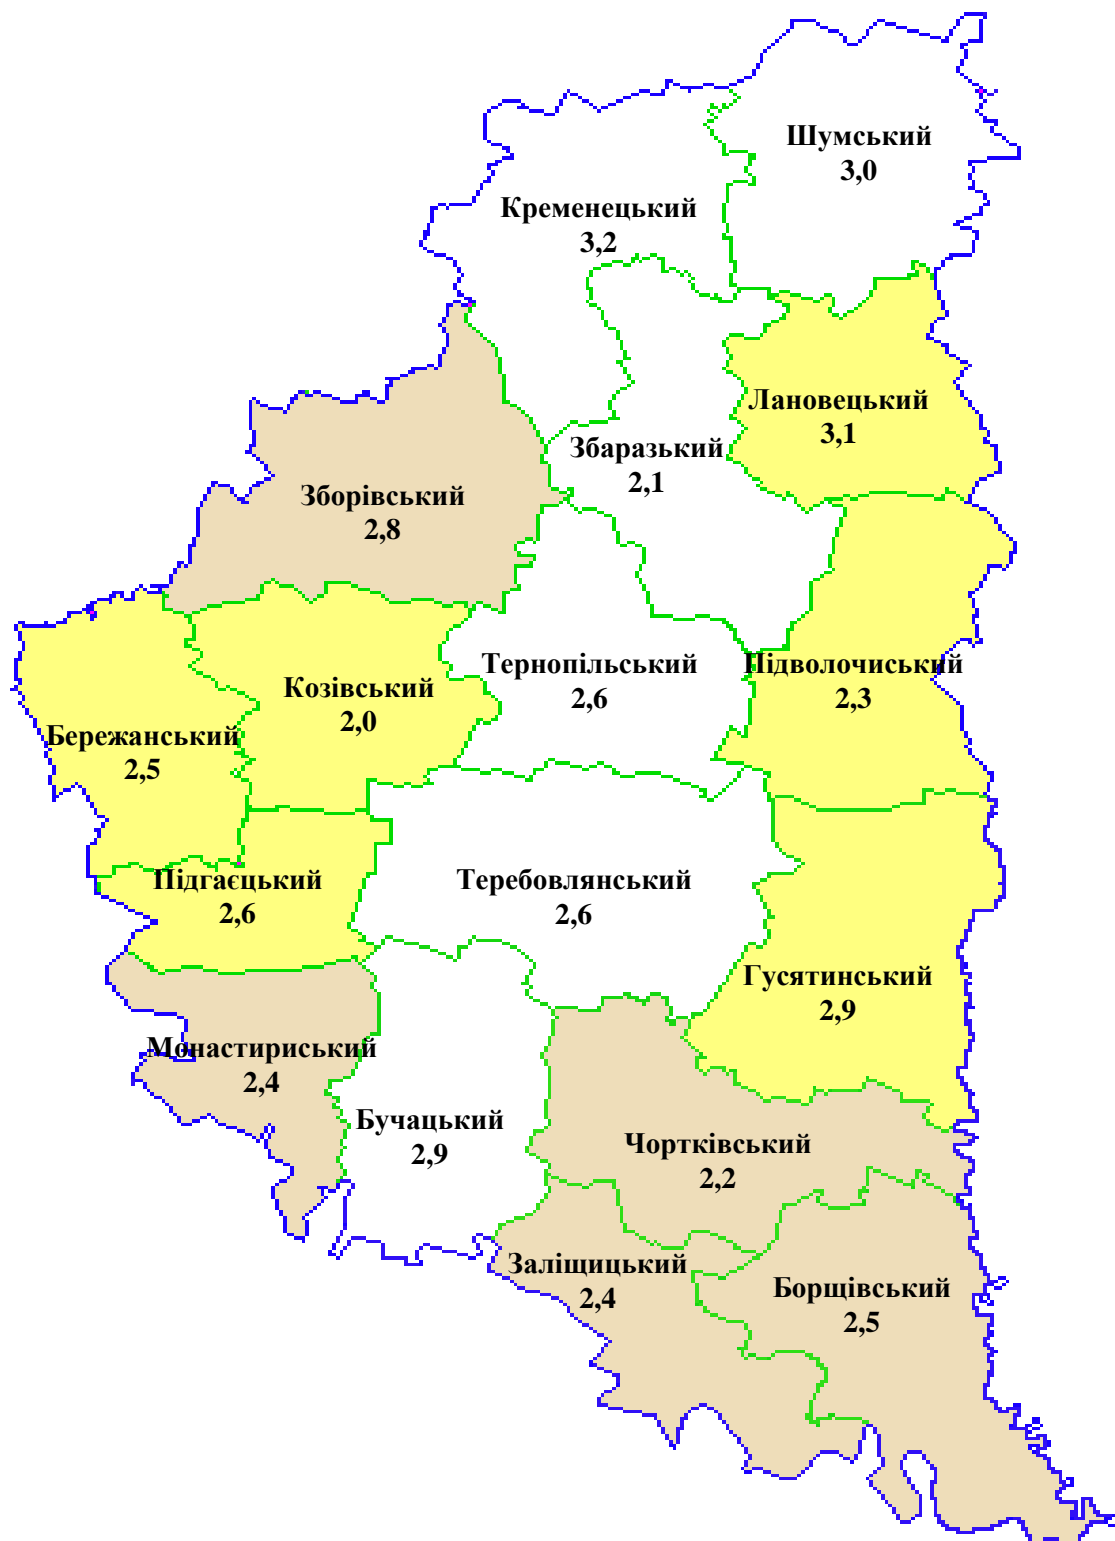 Шумський
3,0
Кременецький
3,2
Лановецький
3,1
Збаразький
2,1
Зборівський
2,8
Тернопільський
2,6
Підволочиський
2,3
Козівський
2,0
Бережанський
2,5
Підгаєцький
2,6
Теребовлянський
2,6
Гусятинський
2,9
Монастириський
2,4
Бучацький
2,9
Чортківський
2,2
Заліщицький
2,4
Борщівський
2,5